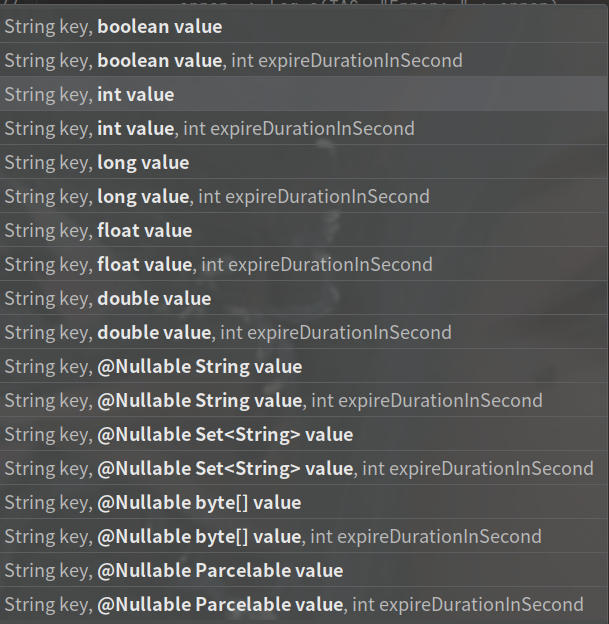 String key, boolean value
String key, boolean value, int expireDurationInSecond
String key, int value
String key, int value, int expireDurationInSecond
String key, long value
String key, long value, int expireDurationInSecond
String key, float value
String key, float value, int expireDurationInSecond
String key, double value
String key, double value, int expireDurationInSecond
String key, @Nullable String value
String key, @Nullable String value, int expireDurationInSecond
String key, @Nullable Set<String> value
String key, @Nullable Set<String> value, int expireDurationInSecond
String key, @Nullable byte[] value
String key, @Nullable byte[] value, int expireDurationInSecond
String key, @Nullable Parcelable value
String key, @Nullable Parcelable value, int expireDurationInSecond